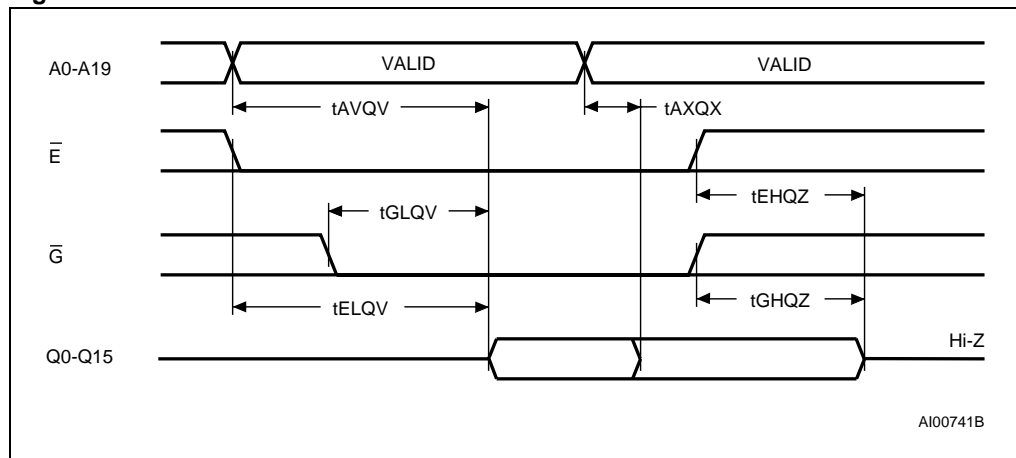 A0-A19 VALID VALID
tAVQV tAXQX
E̅
tEHQZ
tGLQV
G̅
tGHQZ
tELQV
Q0-Q15 Hi-Z
AI00741B